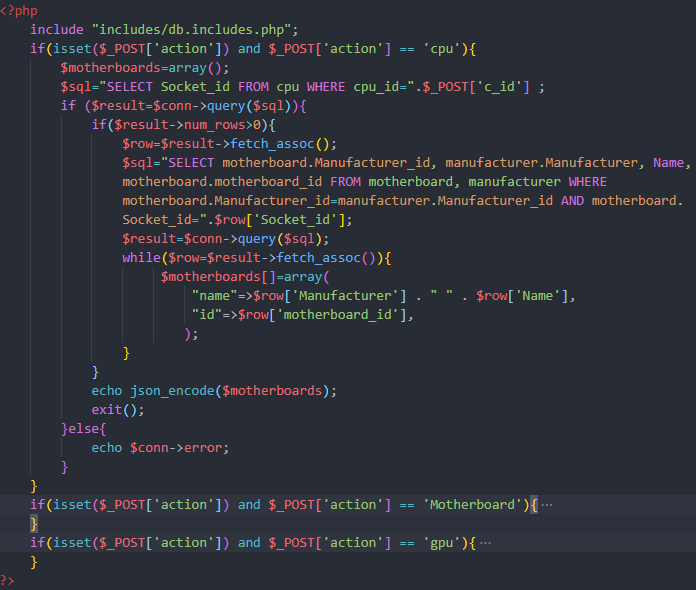 <?php
include "includes/db.includes.php";
if(isset($_POST['action']) and $_POST['action'] == 'cpu'){
$motherboards=array();
$sql="SELECT Socket_id FROM cpu WHERE cpu_id=".$_POST['c_id'] ;
if ($result=$conn->query($sql)){
if($result->num_rows>0){
$row=$result->fetch_assoc();
$sql="SELECT motherboard.Manufacturer_id, manufacturer.Manufacturer, Name,
motherboard.motherboard_id FROM motherboard, manufacturer WHERE
motherboard.Manufacturer_id=manufacturer.Manufacturer_id AND motherboard.
Socket_id=".$row['Socket_id'];
$result=$conn->query($sql);
while($row=$result->fetch_assoc()){
$motherboards[]=array(
"name"=>$row['Manufacturer'] . " " . $row['Name'],
"id"=>$row['motherboard_id'],
);
}
}
echo json_encode($motherboards);
exit();
}else{
echo $conn->error;
}
}
if(isset($_POST['action']) and $_POST['action'] == 'Motherboard'){ ···
}
if(isset($_POST['action']) and $_POST['action'] == 'gpu'){ ···
}
?>